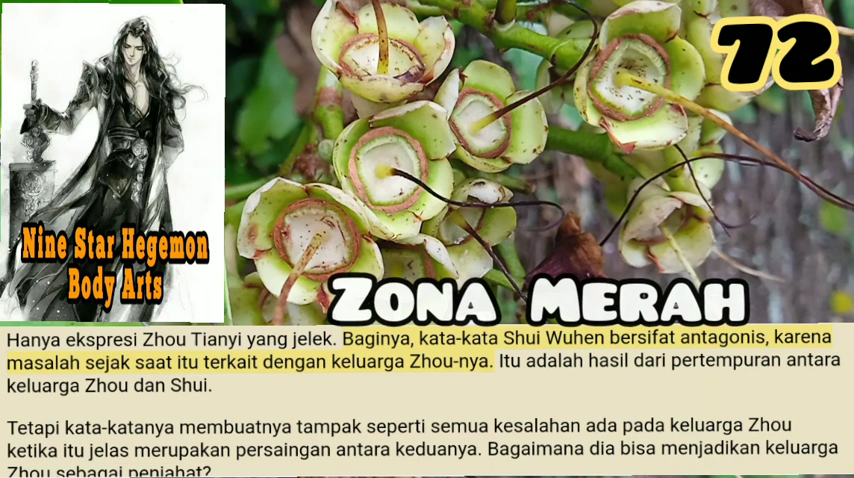 72
Nine Star Hegemon
Body Arts
Zona Merah
Hanya ekspresi Zhou Tianyi yang jelek. Baginya, kata-kata Shui Wuhen bersifat antagonis, karena
masalah sejak saat itu terkait dengan keluarga Zhou-nya. Itu adalah hasil dari pertempuran antara
keluarga Zhou dan Shui.
Tetapi kata-katanya membuatnya tampak seperti semua kesalahan ada pada keluarga Zhou
ketika itu jelas merupakan persaingan antara keduanya. Bagaimana dia bisa menjadikan keluarga
Zhou sebagai penjahat?